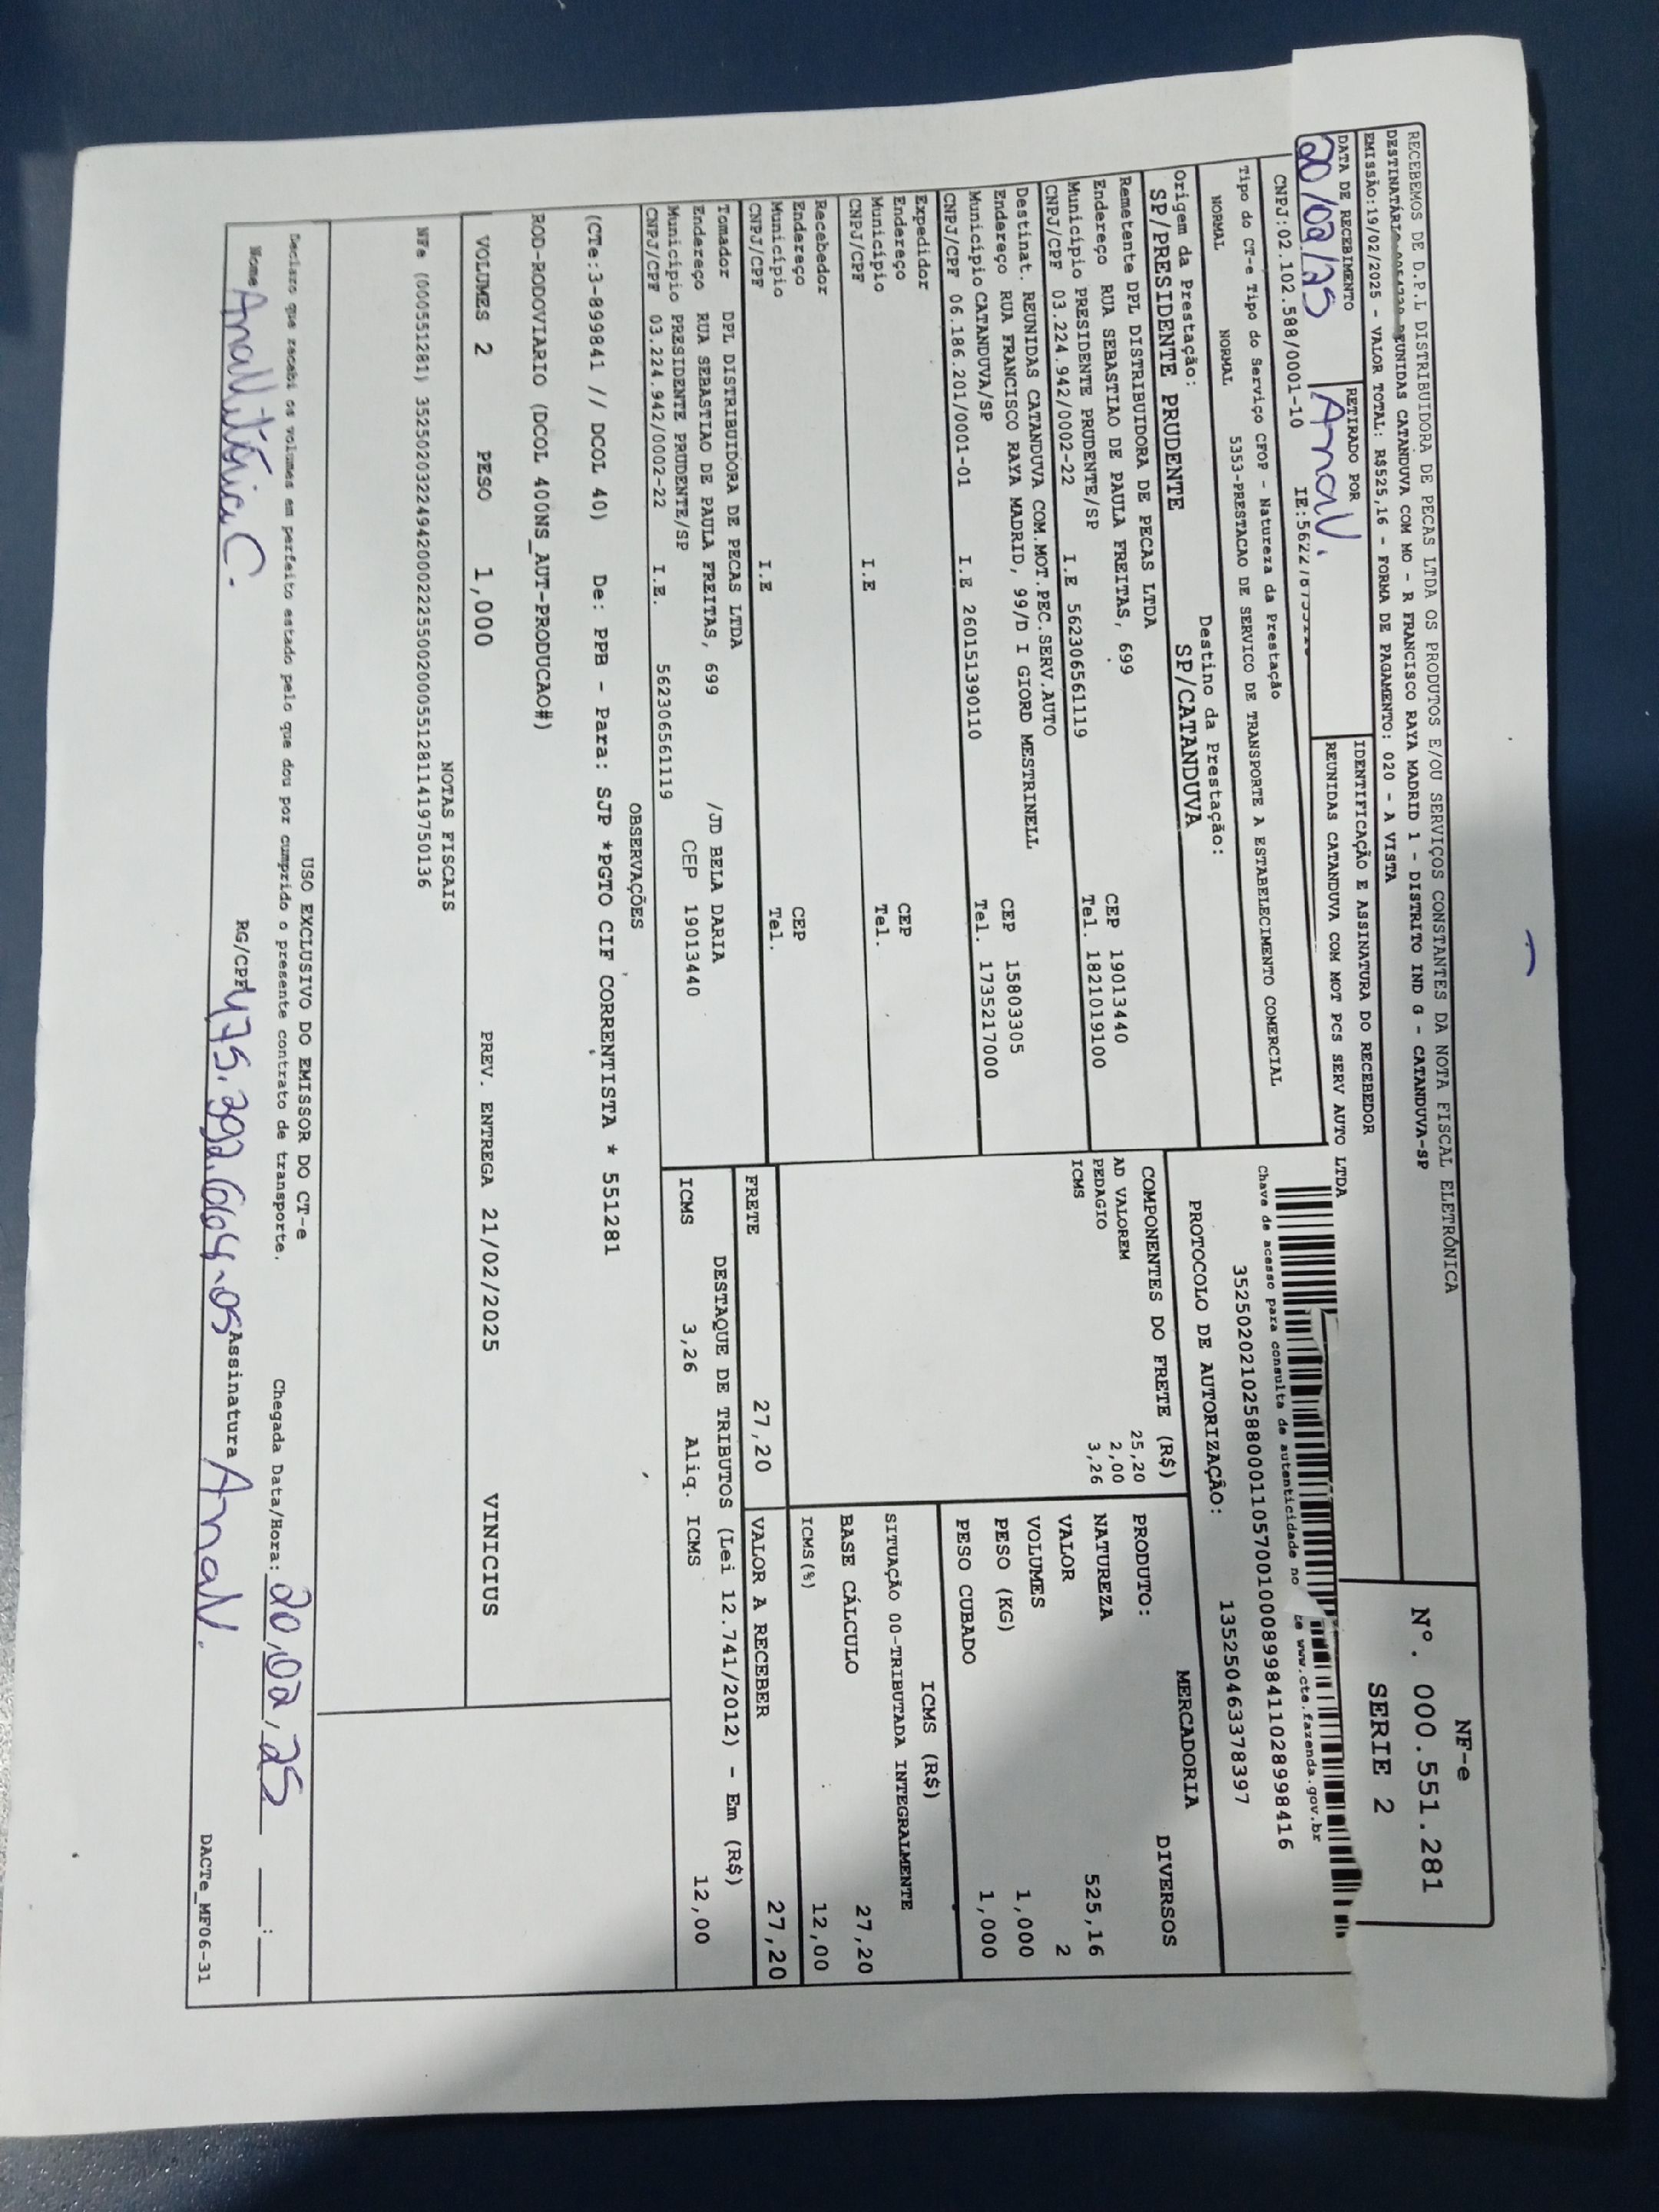 RECEBEMOS DE D.P.L DISTRIBUIDORA DE PECAS LTDA OS PRODUTOS E/OU SERVIÇOS CONSTANTES DA NOTA FISCAL ELETRÔNICA
DESTINATÁRIO REUNIDAS CATANDUVA COM MO - R FRANCISCO RAYA MADRID 1 - DISTRITO IND G - CATANDUVA-SP
EMISSÃO:19/02/2025 - VALOR TOTAL: R$525,16 - FORMA DE PAGAMENTO: 020 - A VISTA
NF-e
Nº. 000.551.281
SERIE 2
DATA DE RECEBIMENTO RETIRADO POR IDENTIFICAÇÃO E ASSINATURA DO RECEBEDOR
20/02/25 AnaV. REUNIDAS CATANDUVA COM MOT PCS SERV AUTO LTDA
CNPJ:02.102.588/0001-10
Chave de acesso para consulta de autenticidade no www.cte.fazenda.gov.br
35250202102588000110570010008998411028998416
Tipo do CT-e Tipo do Serviço CFOP - Natureza da Prestação
NORMAL NORMAL 5353-PRESTACAO DE SERVICO DE TRANSPORTE A ESTABELECIMENTO COMERCIAL
PROTOCOLO DE AUTORIZAÇÃO: 135250463378397
Origem da Prestação: Destino da Prestação:
SP/PRESIDENTE PRUDENTE SP/CATANDUVA
Remetente DPL DISTRIBUIDORA DE PECAS LTDA
Endereço RUA SEBASTIAO DE PAULA FREITAS, 699 CEP 19013440
Município PRESIDENTE PRUDENTE/SP Tel. 1821019100
CNPJ/CPF 03.224.942/0002-22 I.E 562306561119
Destinat. REUNIDAS CATANDUVA COM.MOT.PEC.SERV.AUTO
Endereço RUA FRANCISCO RAYA MADRID, 99/D I GIORD MESTRINELL CEP 15803305
Município CATANDUVA/SP Tel. 1735217000
CNPJ/CPF 06.186.201/0001-01 I.E 260151390110
Expedidor
Endereço CEP
Município Tel.
CNPJ/CPF I.E
Recebedor
Endereço CEP
Município Tel.
CNPJ/CPF I.E
COMPONENTES DO FRETE (R$)
AD VALOREM 25,20
PEDAGIO 2,00
ICMS 3,26
MERCADORIA
PRODUTO: DIVERSOS
NATUREZA
VALOR 525,16
VOLUMES 2
PESO (KG) 1,000
PESO CUBADO 1,000
ICMS (R$)
SITUAÇÃO 00-TRIBUTADA INTEGRALMENTE
BASE CÁLCULO 27,20
ICMS(%) 12,00
FRETE 27,20 VALOR A RECEBER 27,20
Tomador DPL DISTRIBUIDORA DE PECAS LTDA
Endereço RUA SEBASTIAO DE PAULA FREITAS, 699 /JD BELA DARIA
Município PRESIDENTE PRUDENTE/SP CEP 19013440
CNPJ/CPF 03.224.942/0002-22 I.E. 562306561119
DESTAQUE DE TRIBUTOS (Lei 12.741/2012) - Em (R$)
ICMS 3,26 Aliq. ICMS 12,00
OBSERVAÇÕES
(CTe:3-899841 // DCOL 40) De: PPB - Para: SJP *PGTO CIF CORRENTISTA * 551281
ROD-RODOVIARIO (DCOL 400NS_AUT-PRODUCAO#)
VOLUMES 2 PESO 1,000 PREV. ENTREGA 21/02/2025 VINICIUS
NOTAS FISCAIS
NFe (000551281) 35250203224942000222550020005512811419750136
USO EXCLUSIVO DO EMISSOR DO CT-e
Declaro que recebi os volumes em perfeito estado pelo que dou por cumprido o presente contrato de transporte. Chegada Data/Hora: 20/02/25 __:__
Nome RG/CPF 475.392.664-05 Assinatura AnaV.
DACTe_MF06-31